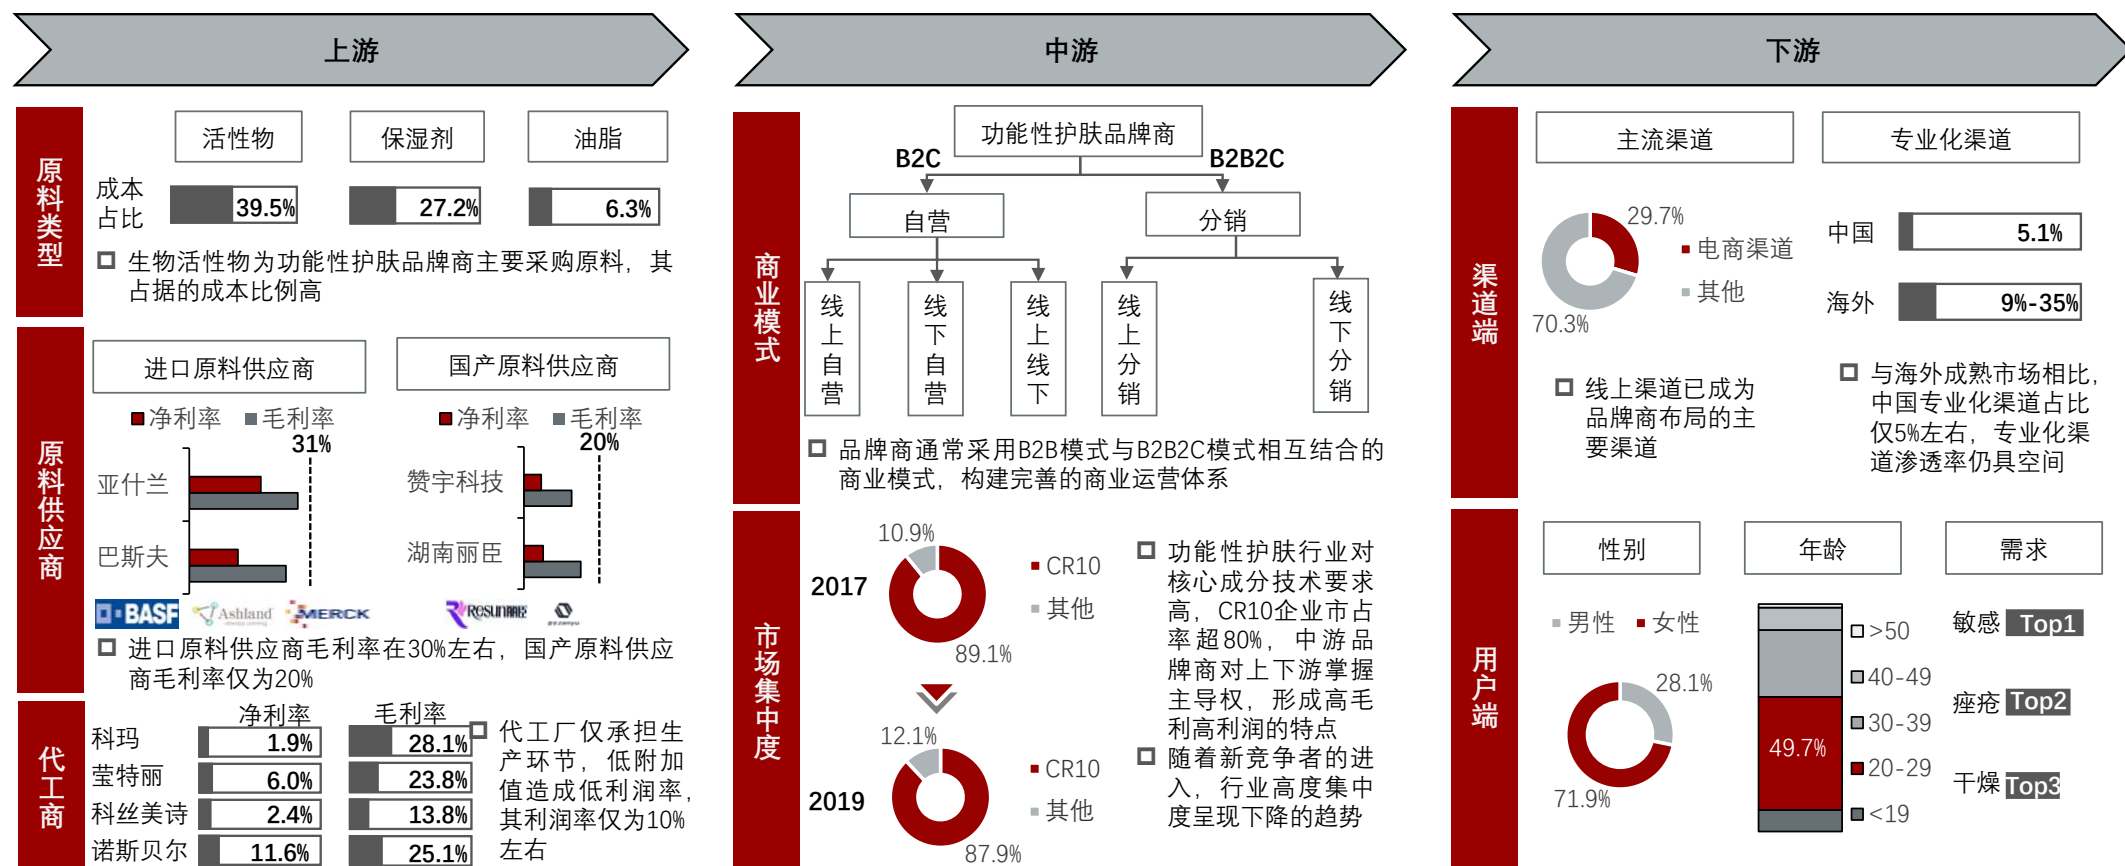 上游
中游
下游
原料类型
活性物
保湿剂
油脂
成本
占比
39.5%
27.2%
6.3%
生物活性物为功能性护肤品牌商主要采购原料，其
占据的成本比例高
原料供应商
进口原料供应商
国产原料供应商
净利率
毛利率
净利率
毛利率
31%
20%
亚什兰
巴斯夫
赞宇科技
湖南丽臣
BASF
Ashland
MERCK
Resun
进口原料供应商毛利率在30%左右，国产原料供应
商毛利率仅为20%
代工商
净利率
毛利率
科玛
1.9%
28.1%
莹特丽
6.0%
23.8%
科丝美诗
2.4%
13.8%
诺斯贝尔
11.6%
25.1%
代工厂仅承担生
产环节，低附加
值造成低利润率，
其利润率仅为10%
左右
商业模式
功能性护肤品牌商
B2C
B2B2C
自营
分销
线上自营
线下自营
线上线下
线上分销
线下分销
品牌商通常采用B2B模式与B2B2C模式相互结合的
商业模式，构建完善的商业运营体系
市场集中度
2017
10.9%
89.1%
CR10
其他
2019
12.1%
87.9%
CR10
其他
功能性护肤行业对
核心成分技术要求
高，CR10企业市占
率超80%，中游品
牌商对上下游掌握
主导权，形成高毛
利高利润的特点
随着新竞争者的进
入，行业高度集中
度呈现下降的趋势
渠道端
主流渠道
专业化渠道
29.7%
70.3%
电商渠道
其他
中国
5.1%
海外
9%-35%
线上渠道已成为
品牌商布局的主
要渠道
与海外成熟市场相比，
中国专业化渠道占比
仅5%左右，专业化渠
道渗透率仍具空间
用户端
性别
年龄
需求
男性
女性
28.1%
71.9%
49.7%
>50
40-49
30-39
20-29
<19
敏感
Top1
痤疮
Top2
干燥
Top3